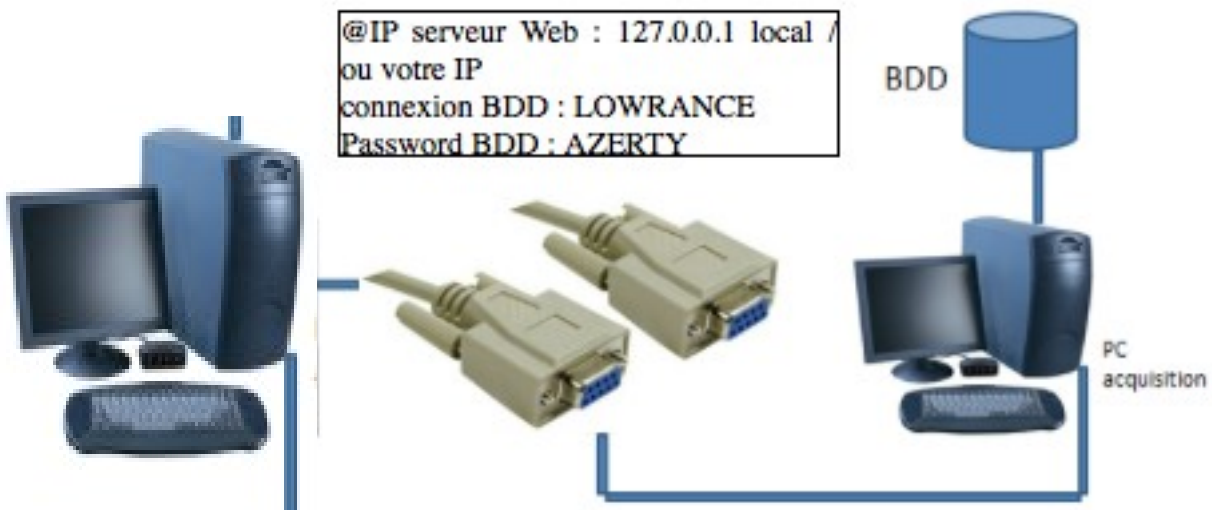 @IP serveur Web : 127.0.0.1 local /
ou votre IP
connexion BDD : LOWRANCE
Password BDD : AZERTY
BDD
PC
acquisition